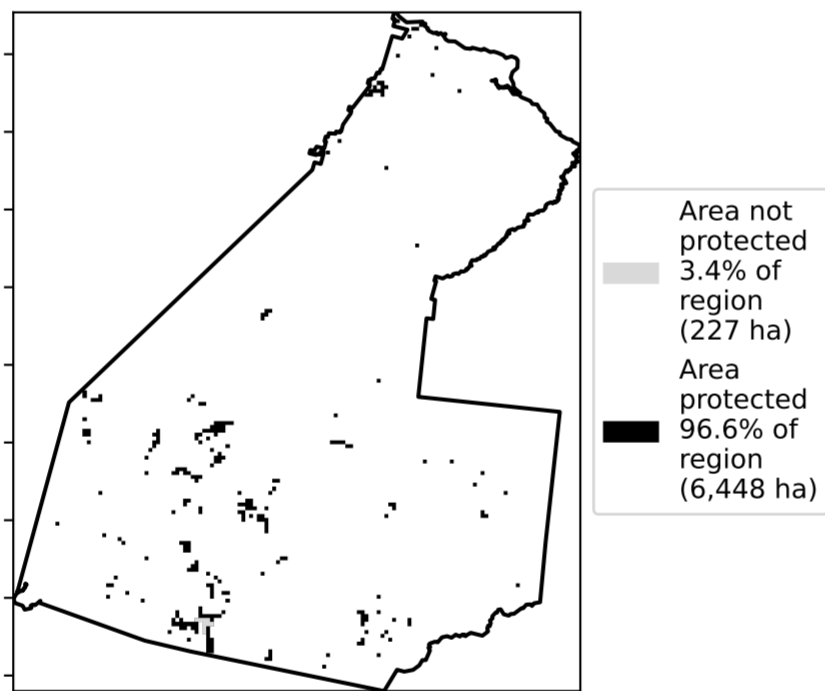 Area not
protected
3.4% of
region
(227 ha)
Area
protected
96.6% of
region
(6,448 ha)